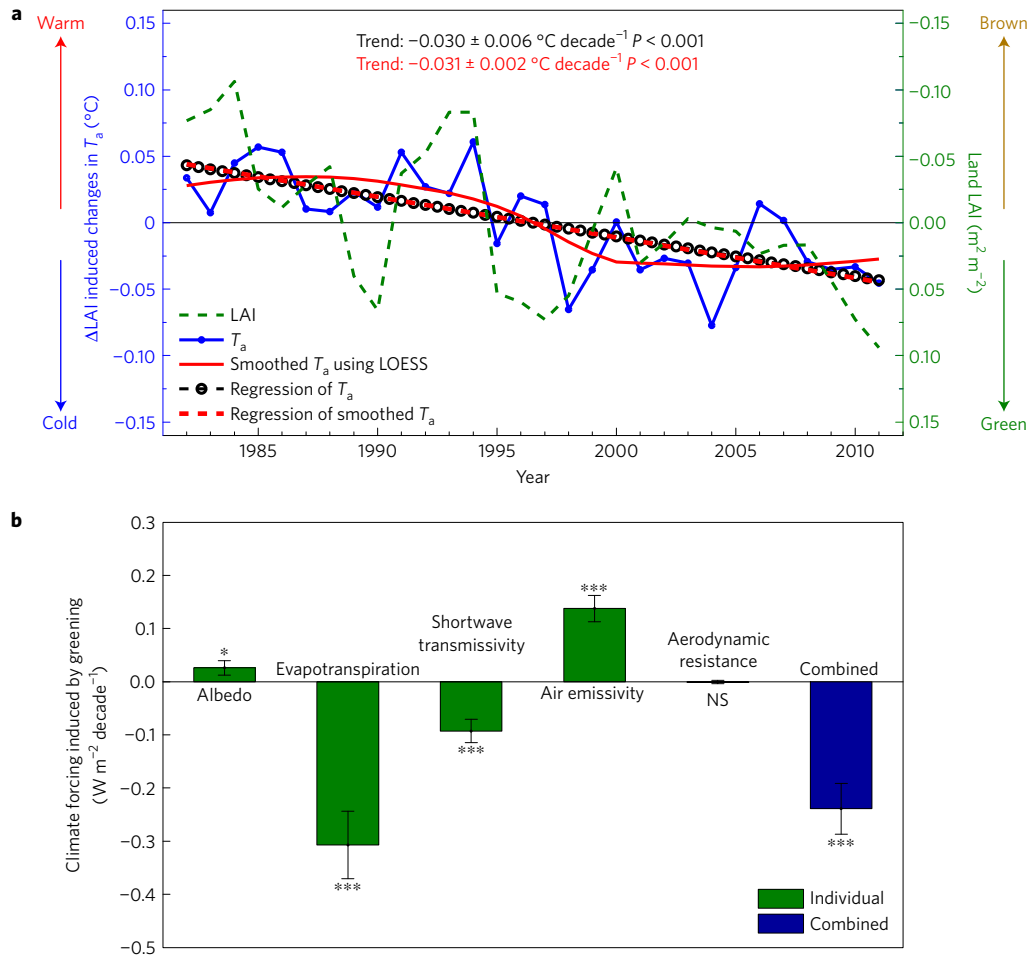 a
Warm
Cold
ΔLAI induced changes in Tₐ (°C)
0.15
0.10
0.05
0
−0.05
−0.10
−0.15
Trend: −0.030 ± 0.006 °C decade⁻¹ P < 0.001
Trend: −0.031 ± 0.002 °C decade⁻¹ P < 0.001
LAI
Tₐ
Smoothed Tₐ using LOESS
Regression of Tₐ
Regression of smoothed Tₐ
1985
1990
1995
2000
2005
2010
Year
−0.15
−0.10
−0.05
0.00
0.05
0.10
0.15
Land LAI (m² m⁻²)
Brown
Green
b
Climate forcing induced by greening
(W m⁻² decade⁻¹)
0.3
0.2
0.1
0.0
−0.1
−0.2
−0.3
−0.4
−0.5
*
Albedo
Evapotranspiration
***
Shortwave
transmissivity
***
***
Air emissivity
Aerodynamic
resistance
NS
Combined
***
Individual
Combined